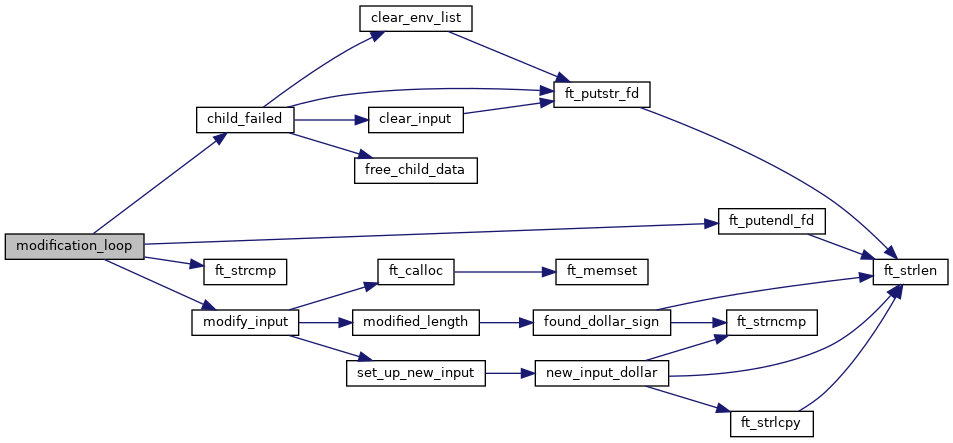 clear_env_list
ft_putstr_fd
child_failed
clear_input
free_child_data
ft_putendl_fd
modification_loop
ft_strcmp
ft_calloc
ft_memset
ft_strlen
modify_input
modified_length
found_dollar_sign
ft_strncmp
set_up_new_input
new_input_dollar
ft_strlcpy